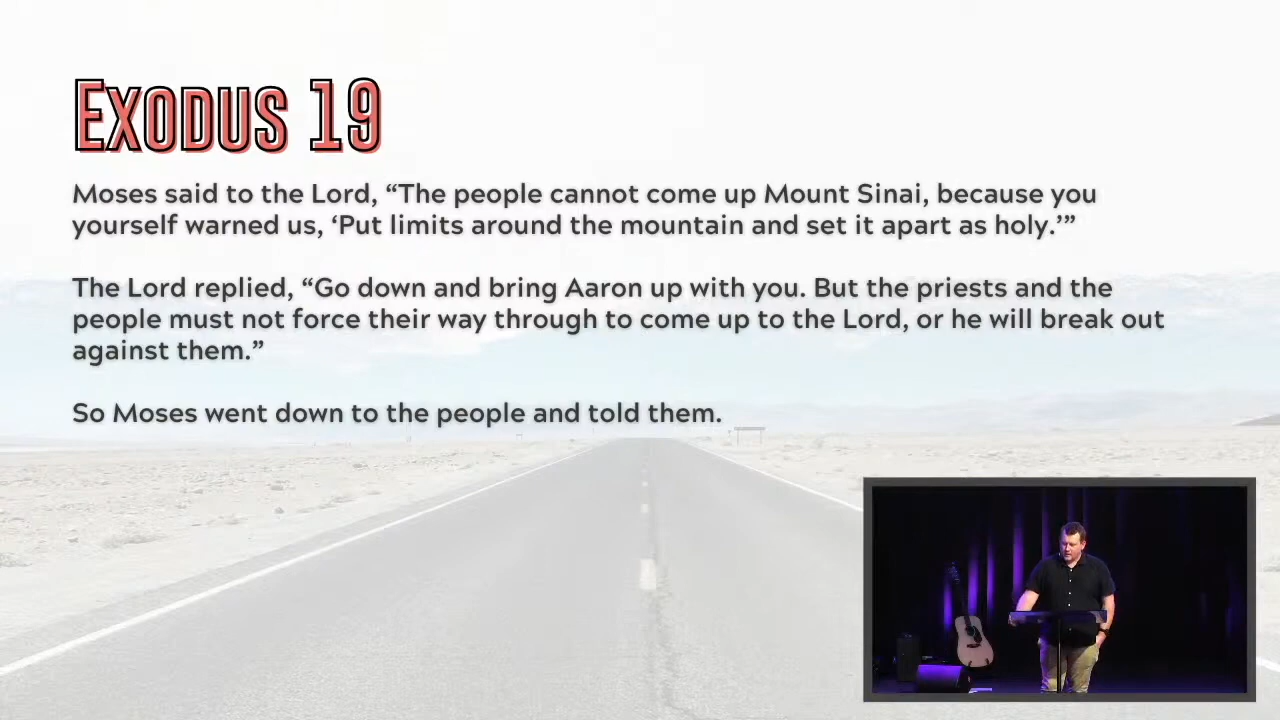 Exodus 19
Moses said to the Lord, “The people cannot come up Mount Sinai, because you
yourself warned us, ‘Put limits around the mountain and set it apart as holy.’”
The Lord replied, “Go down and bring Aaron up with you. But the priests and the
people must not force their way through to come up to the Lord, or he will break out
against them.”
So Moses went down to the people and told them.